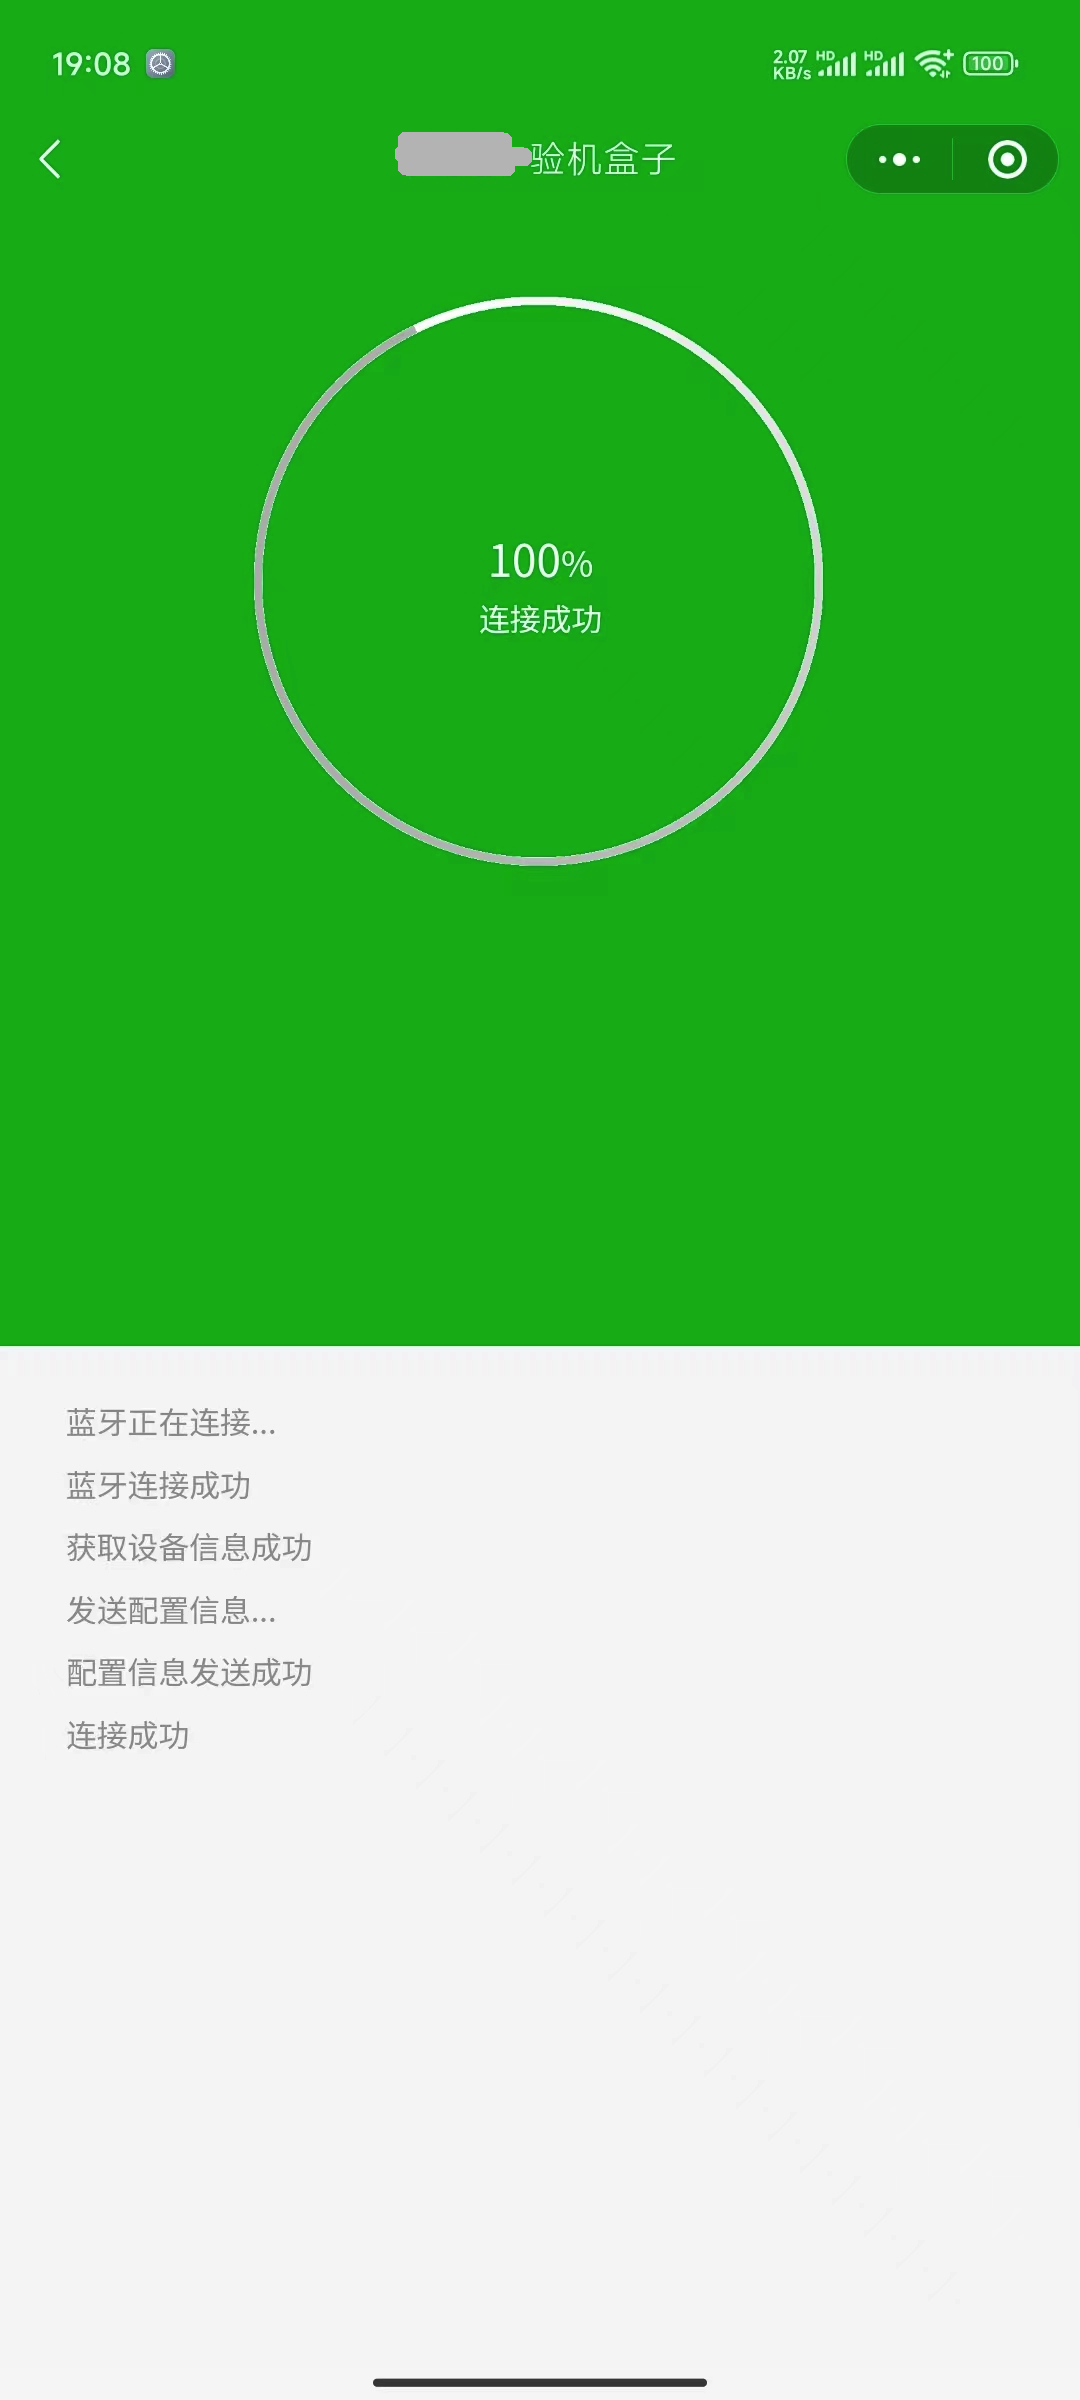 19:08
2.07 KB/s HD HD 100
验机盒子
100%
连接成功
蓝牙正在连接...
蓝牙连接成功
获取设备信息成功
发送配置信息...
配置信息发送成功
连接成功